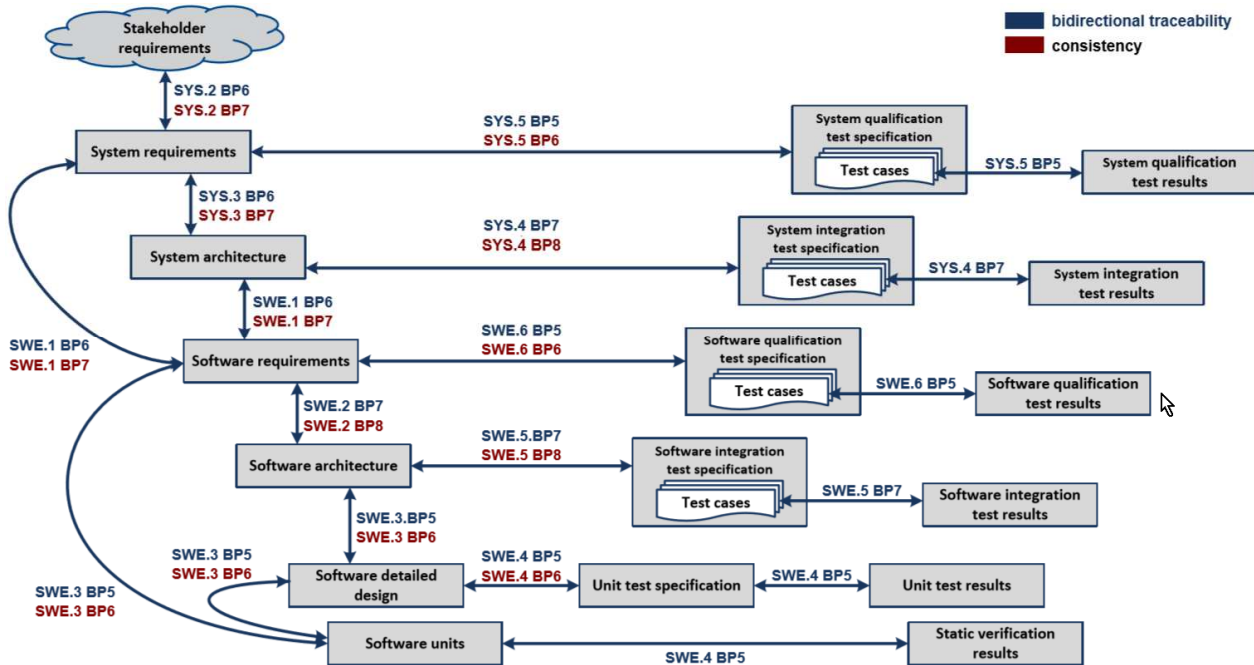 Stakeholder
requirements
bidirectional traceability
consistency
SYS.2 BP6
SYS.2 BP7
System requirements
SYS.5 BP5
SYS.5 BP6
System qualification
test specification
Test cases
SYS.5 BP5
System qualification
test results
SYS.3 BP6
SYS.3 BP7
System architecture
SYS.4 BP7
SYS.4 BP8
System integration
test specification
Test cases
SYS.4 BP7
System integration
test results
SWE.1 BP6
SWE.1 BP7
SWE.1 BP6
SWE.1 BP7
Software requirements
SWE.6 BP5
SWE.6 BP6
Software qualification
test specification
Test cases
SWE.6 BP5
Software qualification
test results
SWE.2 BP7
SWE.2 BP8
Software architecture
SWE.5.BP7
SWE.5 BP8
Software integration
test specification
Test cases
SWE.5 BP7
Software integration
test results
SWE.3.BP5
SWE.3 BP6
SWE.3 BP5
SWE.3 BP6
Software detailed
design
SWE.4 BP5
SWE.4 BP6
Unit test specification
SWE.4 BP5
Unit test results
SWE.3 BP5
SWE.3 BP6
Software units
SWE.4 BP5
Static verification
results